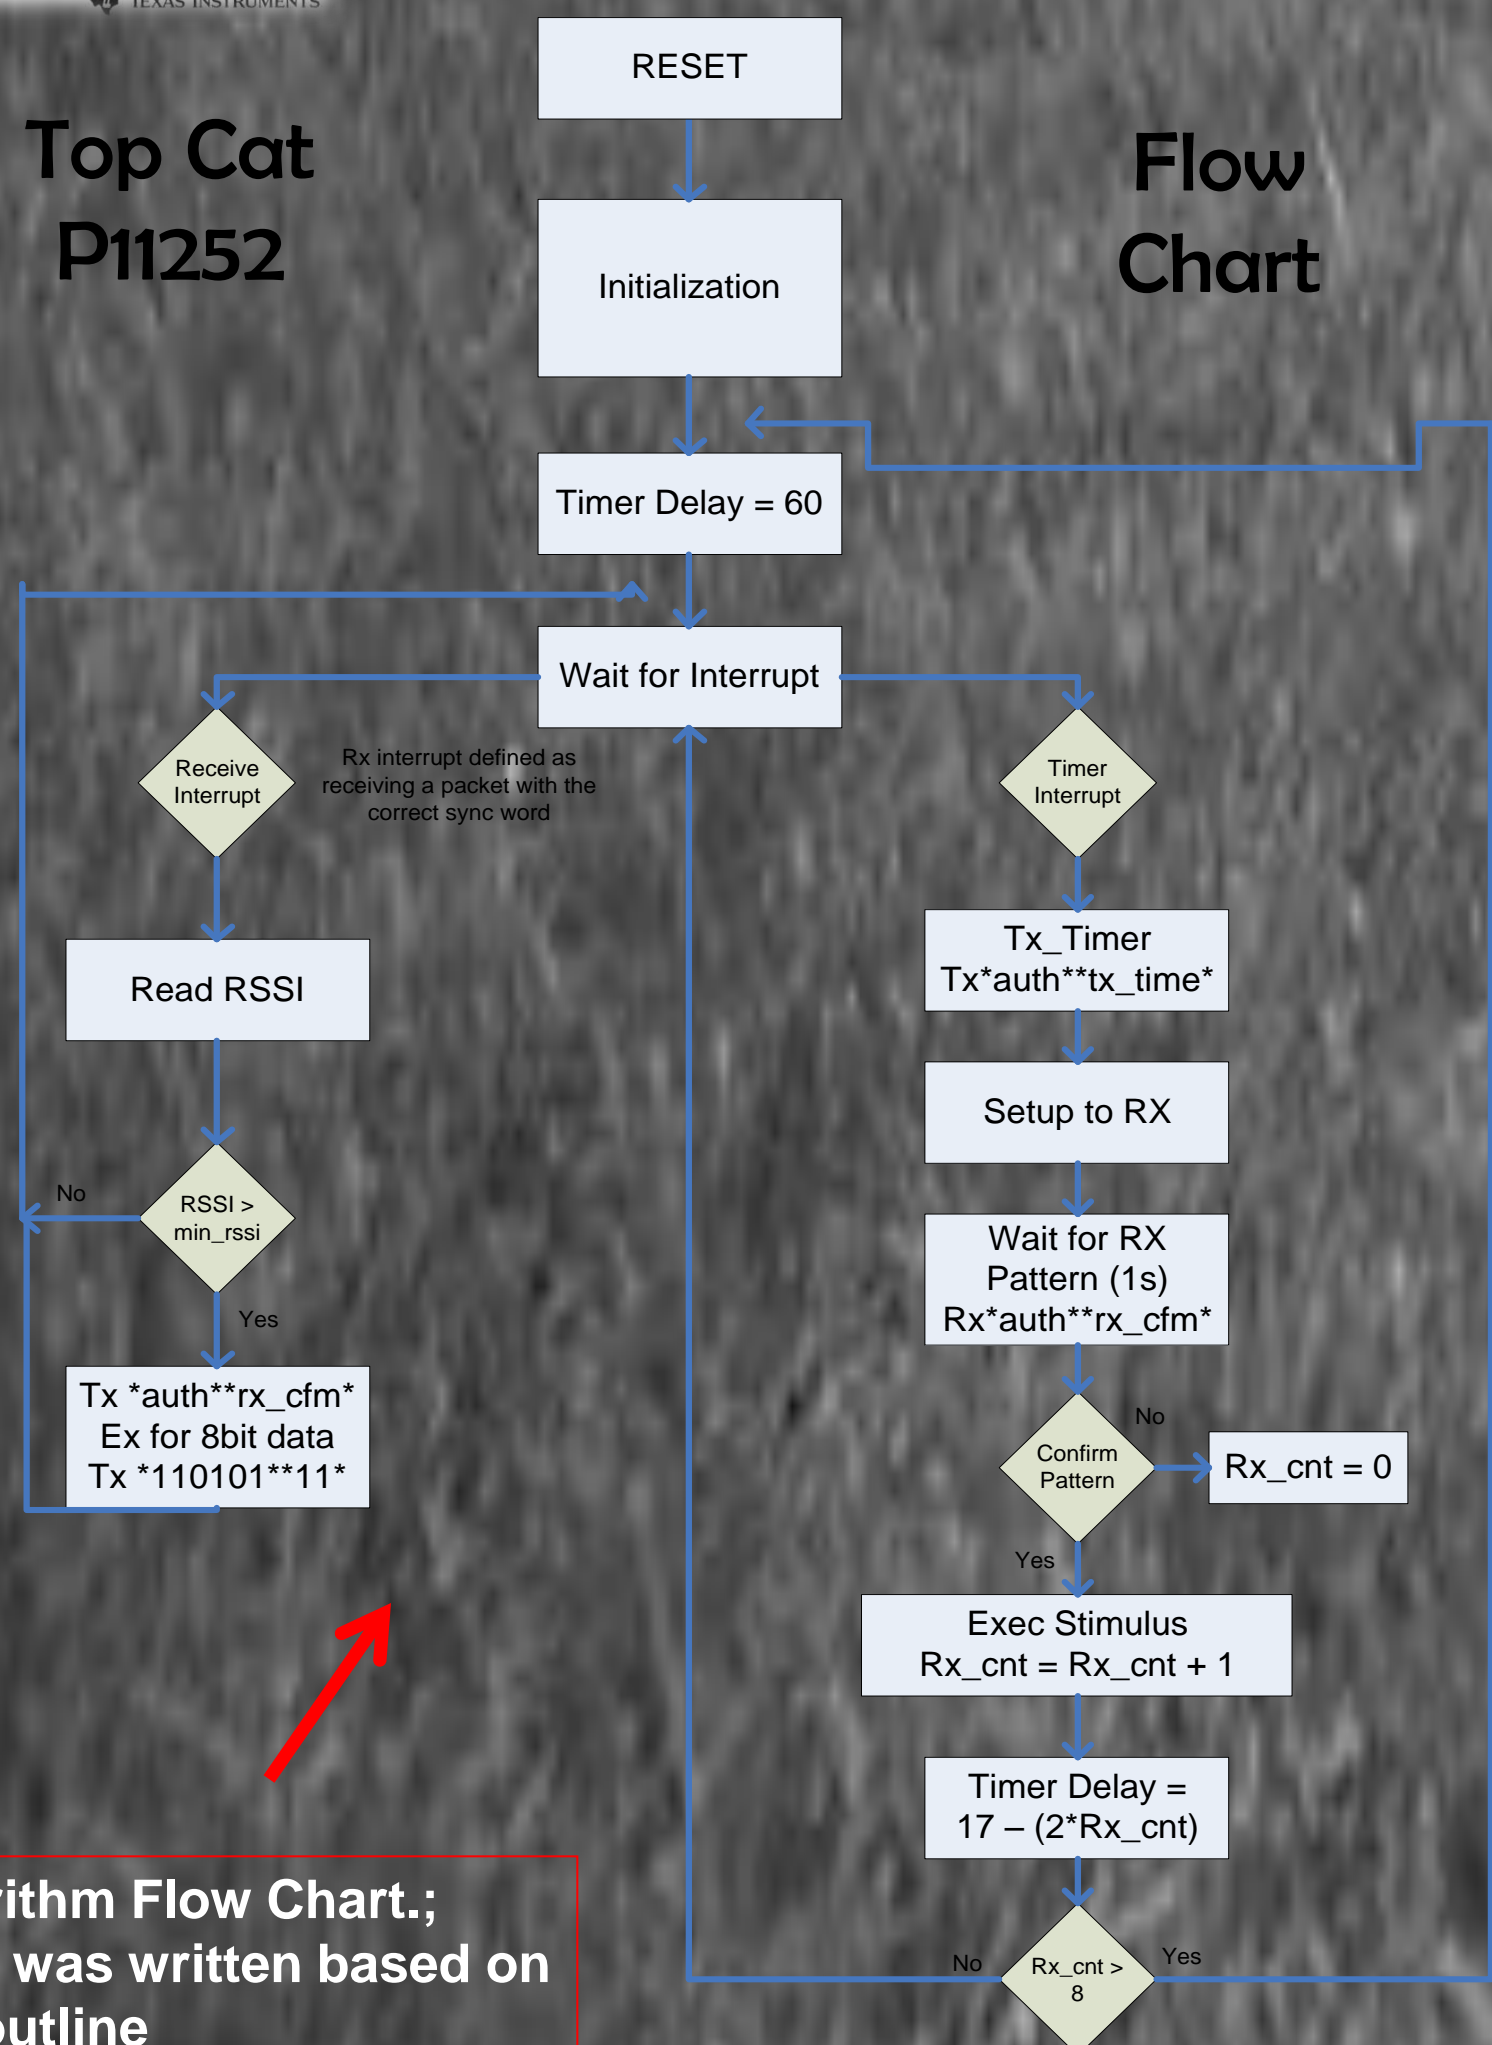 TEXAS INSTRUMENTS
Top Cat
P11252
Flow
Chart
RESET
Initialization
Timer Delay = 60
Wait for Interrupt
Receive
Interrupt
Rx interrupt defined as
receiving a packet with the
correct sync word
Read RSSI
RSSI >
min_rssi
No
Yes
Tx *auth**rx_cfm*
Ex for 8bit data
Tx *110101**11*
Timer
Interrupt
Tx_Timer
Tx*auth**tx_time*
Setup to RX
Wait for RX
Pattern (1s)
Rx*auth**rx_cfm*
Confirm
Pattern
No
Rx_cnt = 0
Yes
Exec Stimulus
Rx_cnt = Rx_cnt + 1
Timer Delay =
17 – (2*Rx_cnt)
Rx_cnt >
8
No
Yes
rithm Flow Chart.;
was written based on
outline